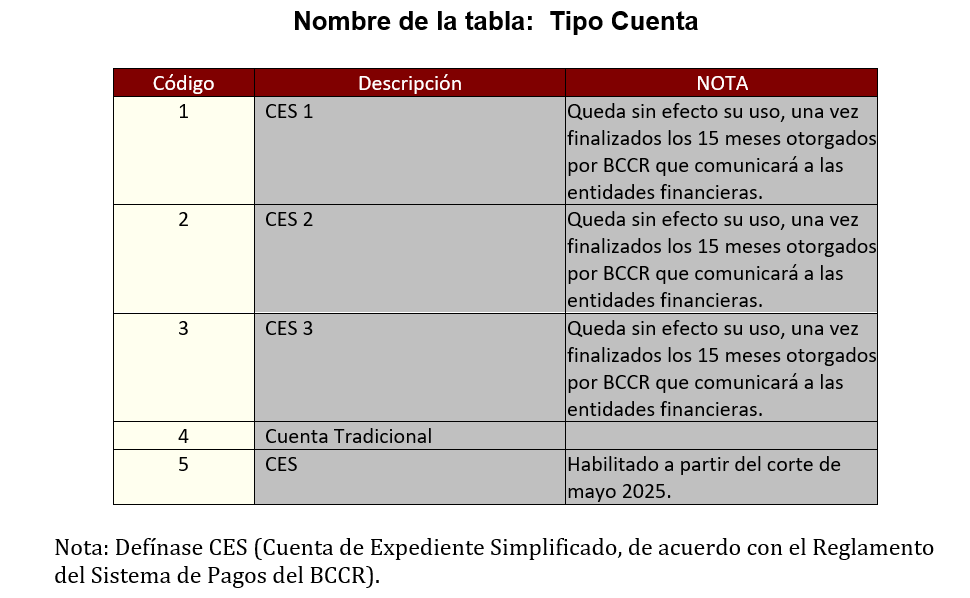 Nombre de la tabla:  Tipo Cuenta
Código Descripción NOTA
1 CES 1 Queda sin efecto su uso, una vez
finalizados los 15 meses otorgados
por BCCR que comunicará a las
entidades financieras.
2 CES 2 Queda sin efecto su uso, una vez
finalizados los 15 meses otorgados
por BCCR que comunicará a las
entidades financieras.
3 CES 3 Queda sin efecto su uso, una vez
finalizados los 15 meses otorgados
por BCCR que comunicará a las
entidades financieras.
4 Cuenta Tradicional
5 CES Habilitado a partir del corte de
mayo 2025.
Nota: Defínase CES (Cuenta de Expediente Simplificado, de acuerdo con el Reglamento
del Sistema de Pagos del BCCR).